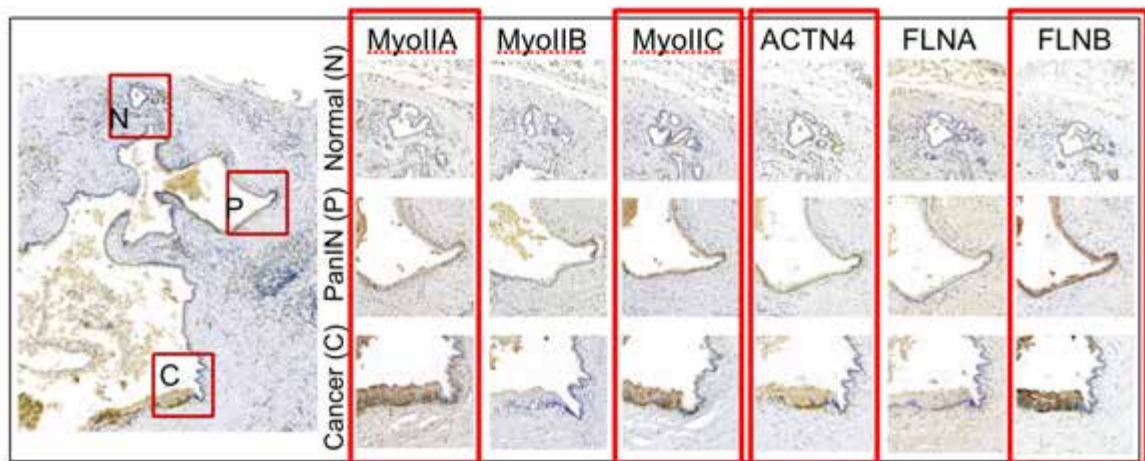 MyoIIA MyoIIB MyoIIC ACTN4 FLNA FLNB
N
P
C
Normal (N)
PanIN (P)
Cancer (C)